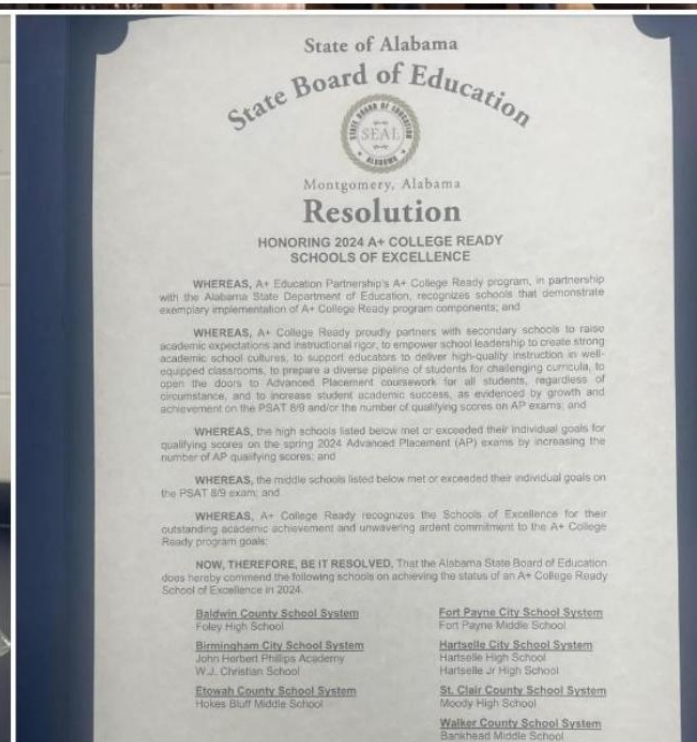 State of Alabama
State Board of Education
STATE BOARD OF EDUCATION
SEAL
ALABAMA
Montgomery, Alabama
Resolution
HONORING 2024 A+ COLLEGE READY
SCHOOLS OF EXCELLENCE
WHEREAS, A+ Education Partnership's A+ College Ready program, in partnership
with the Alabama State Department of Education, recognizes schools that demonstrate
exemplary implementation of A+ College Ready program components; and
WHEREAS, A+ College Ready proudly partners with secondary schools to raise
academic expectations and instructional rigor, to empower school leadership to create strong
academic school cultures, to support educators to deliver high-quality instruction in well-
equipped classrooms, to prepare a diverse pipeline of students for challenging curricula, to
open the doors to Advanced Placement coursework for all students, regardless of
circumstance, and to increase student academic success, as evidenced by growth and
achievement on the PSAT 8/9 and/or the number of qualifying scores on AP exams; and
WHEREAS, the high schools listed below met or exceeded their individual goals for
qualifying scores on the spring 2024 Advanced Placement (AP) exams by increasing the
number of AP qualifying scores; and
WHEREAS, the middle schools listed below met or exceeded their individual goals on
the PSAT 8/9 exam; and
WHEREAS, A+ College Ready recognizes the Schools of Excellence for their
outstanding academic achievement and unwavering ardent commitment to the A+ College
Ready program goals:
NOW, THEREFORE, BE IT RESOLVED, That the Alabama State Board of Education
does hereby commend the following schools on achieving the status of an A+ College Ready
School of Excellence in 2024.
Baldwin County School System
Foley High School
Birmingham City School System
John Herbert Phillips Academy
W.J. Christian School
Etowah County School System
Hokes Bluff Middle School
Fort Payne City School System
Fort Payne Middle School
Hartselle City School System
Hartselle High School
Hartselle Jr High School
St. Clair County School System
Moody High School
Walker County School System
Bankhead Middle School